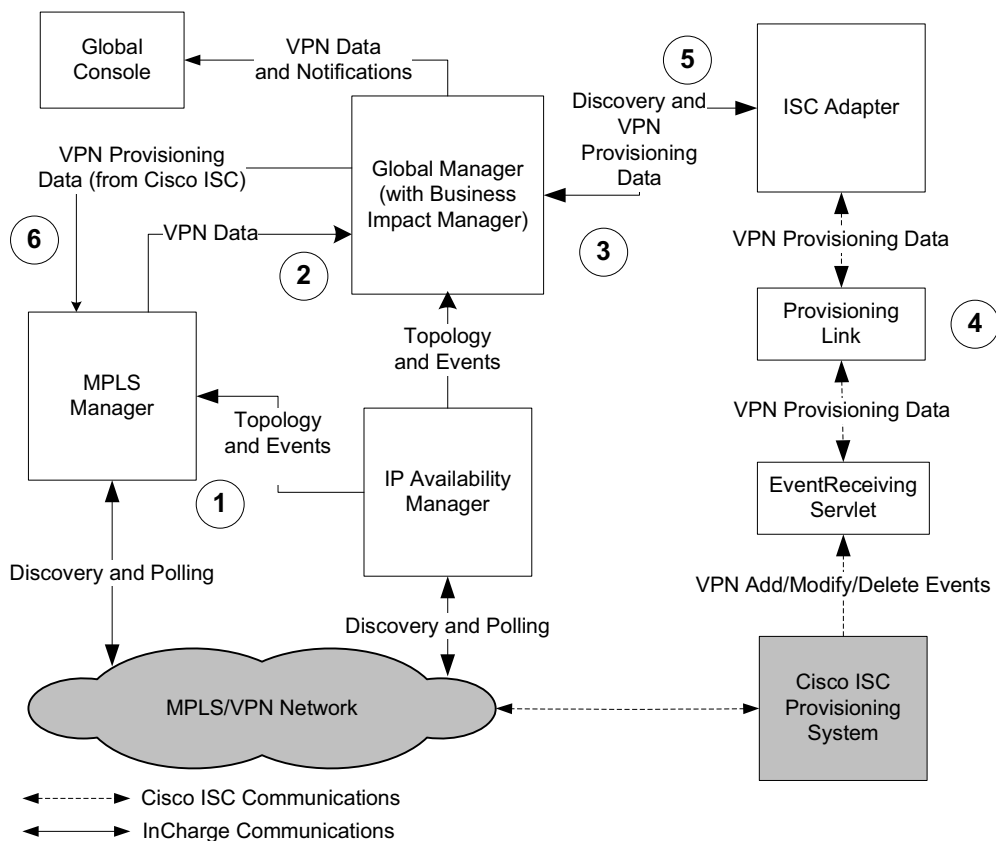 Global
Console
VPN Data
and Notifications
5
Discovery and
VPN
Provisioning
Data
ISC Adapter
VPN Provisioning
Data (from Cisco ISC)
Global Manager
(with Business
Impact Manager)
6
VPN Data
2
3
VPN Provisioning Data
Provisioning
Link
4
MPLS
Manager
Topology
and Events
Topology
and Events
VPN Provisioning Data
1
IP Availability
Manager
EventReceiving
Servlet
Discovery and Polling
VPN Add/Modify/Delete Events
Discovery and Polling
MPLS/VPN Network
Cisco ISC
Provisioning
System
Cisco ISC Communications
InCharge Communications